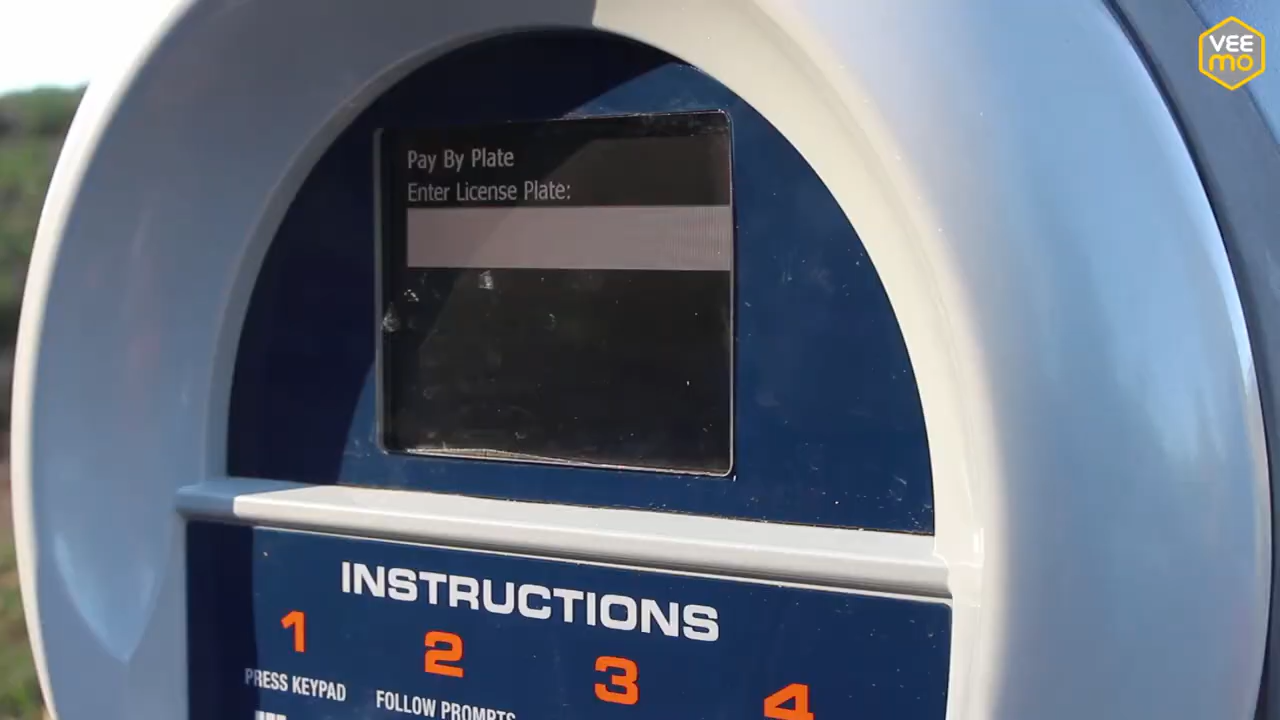 VEE
mo
Pay By Plate
Enter License Plate:
INSTRUCTIONS
1
2
3
4
PRESS KEYPAD
FOLLOW PROMPTS